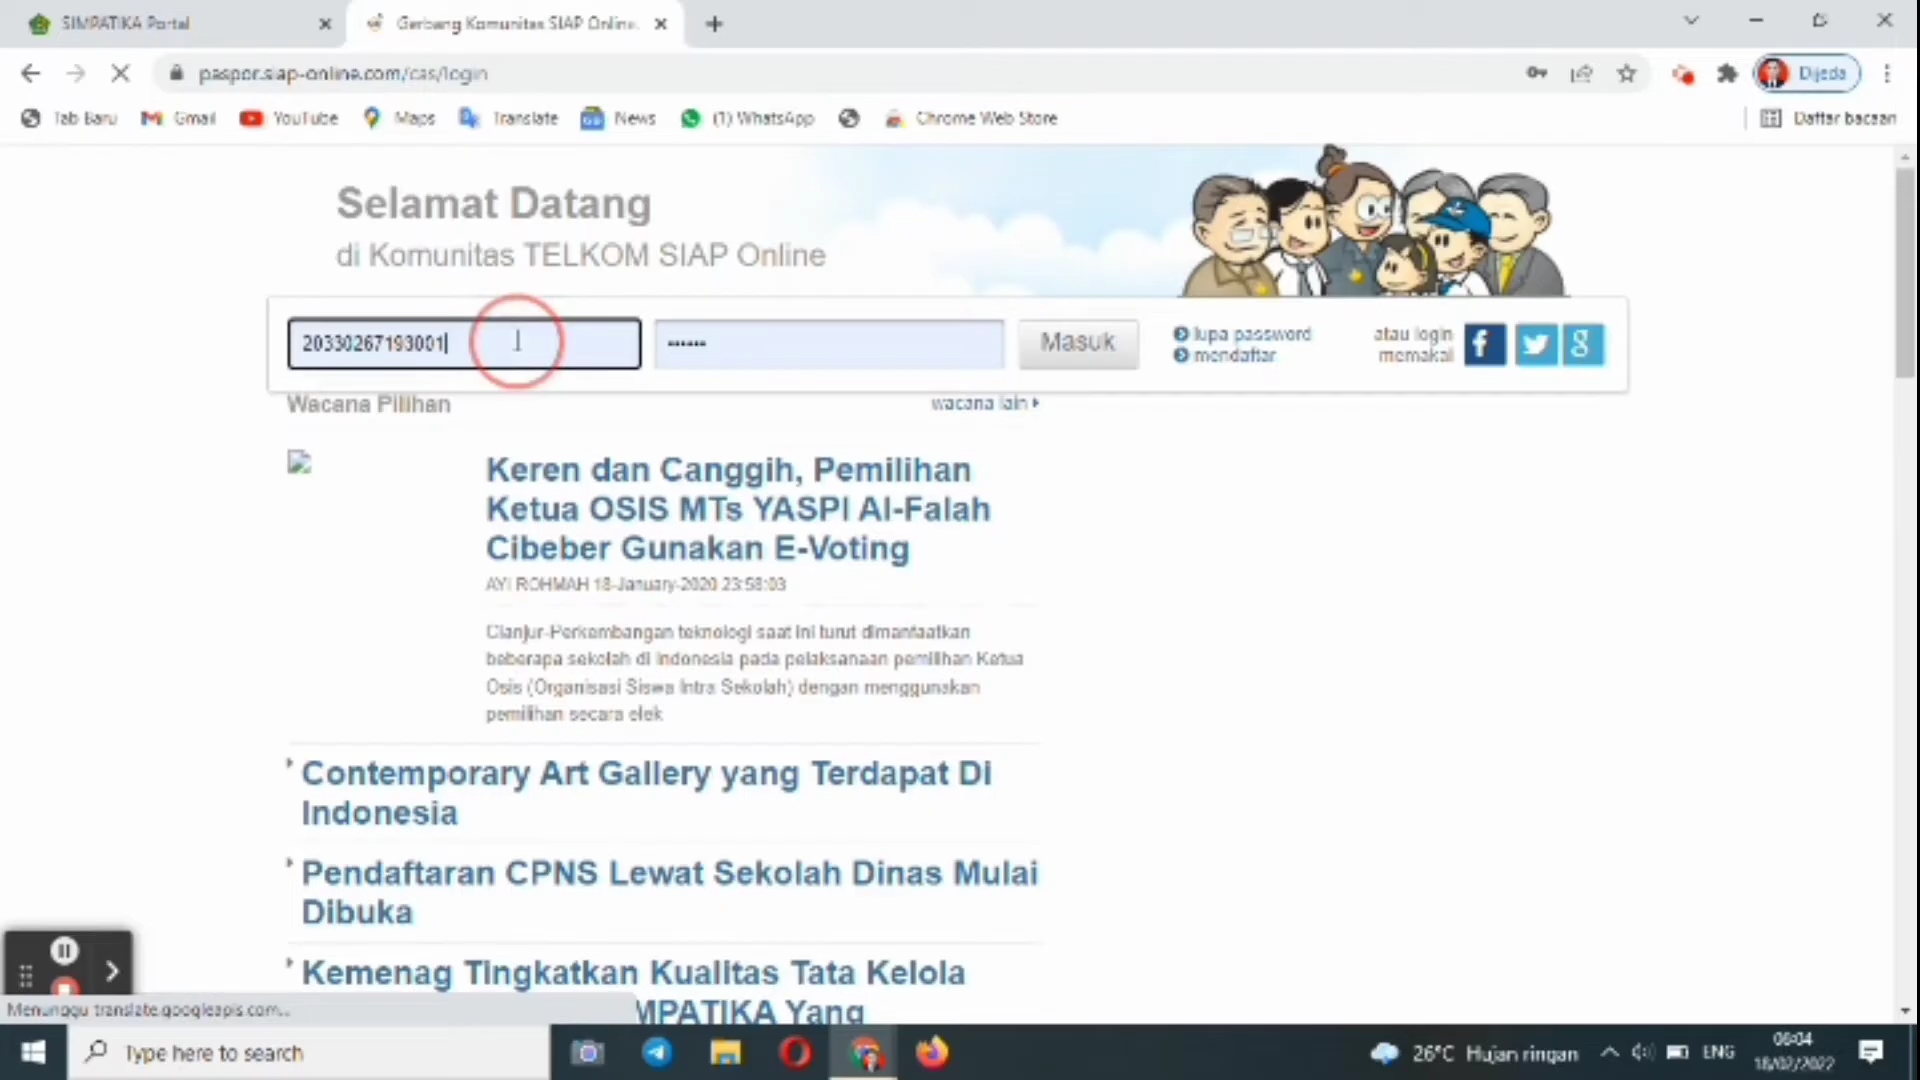 SIMPATIKA Portal
Gerbang Komunitas SIAP Online.
paspor.siap-online.com/cas/login
Dijeda
Tab Baru
Gmail
YouTube
Maps
Translate
News
(1) WhatsApp
Chrome Web Store
Daftar bacaan
Selamat Datang
di Komunitas TELKOM SIAP Online
20330267193001
Masuk
lupa password
mendaftar
atau login
memakai
Wacana Pilihan
wacana lain
Keren dan Canggih, Pemilihan
Ketua OSIS MTs YASPI Al-Falah
Cibeber Gunakan E-Voting
AYI ROHMAH 18-January-2020 23:58:03
Cianjur-Perkembangan teknologi saat ini turut dimanfaatkan
beberapa sekolah di Indonesia pada pelaksanaan pemilihan Ketua
Osis (Organisasi Siswa Intra Sekolah) dengan menggunakan
pemilihan secara elek
Contemporary Art Gallery yang Terdapat Di
Indonesia
Pendaftaran CPNS Lewat Sekolah Dinas Mulai
Dibuka
Kemenag Tingkatkan Kualitas Tata Kelola
MPATIKA Yang
Menunggu translate.googleapis.com...
Type here to search
26°C Hujan ringan
ENG
06:04
18/02/2022